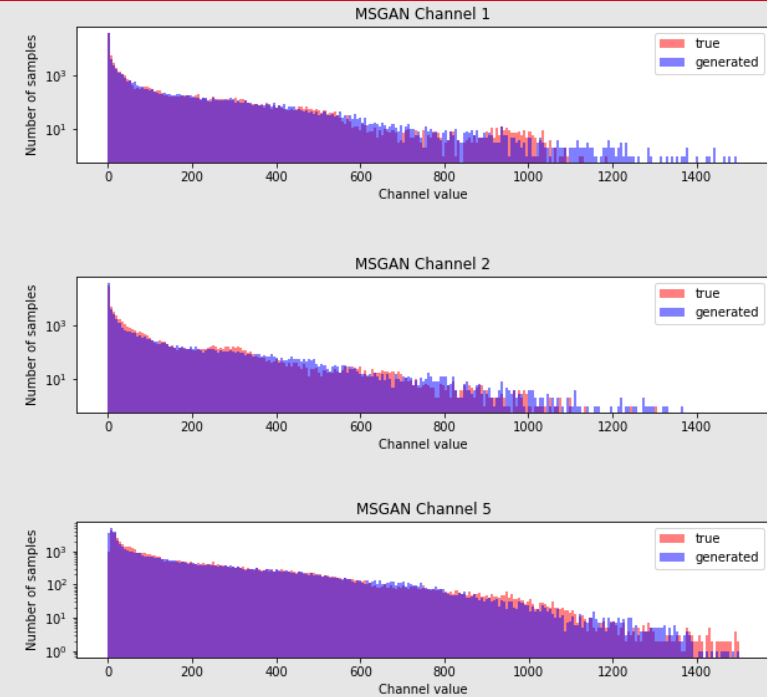 MSGAN Channel 1
true
generated
Number of samples
10³
10¹
0 200 400 600 800 1000 1200 1400
Channel value
MSGAN Channel 2
true
generated
Number of samples
10³
10¹
0 200 400 600 800 1000 1200 1400
Channel value
MSGAN Channel 5
true
generated
Number of samples
10³
10²
10¹
10⁰
0 200 400 600 800 1000 1200 1400
Channel value